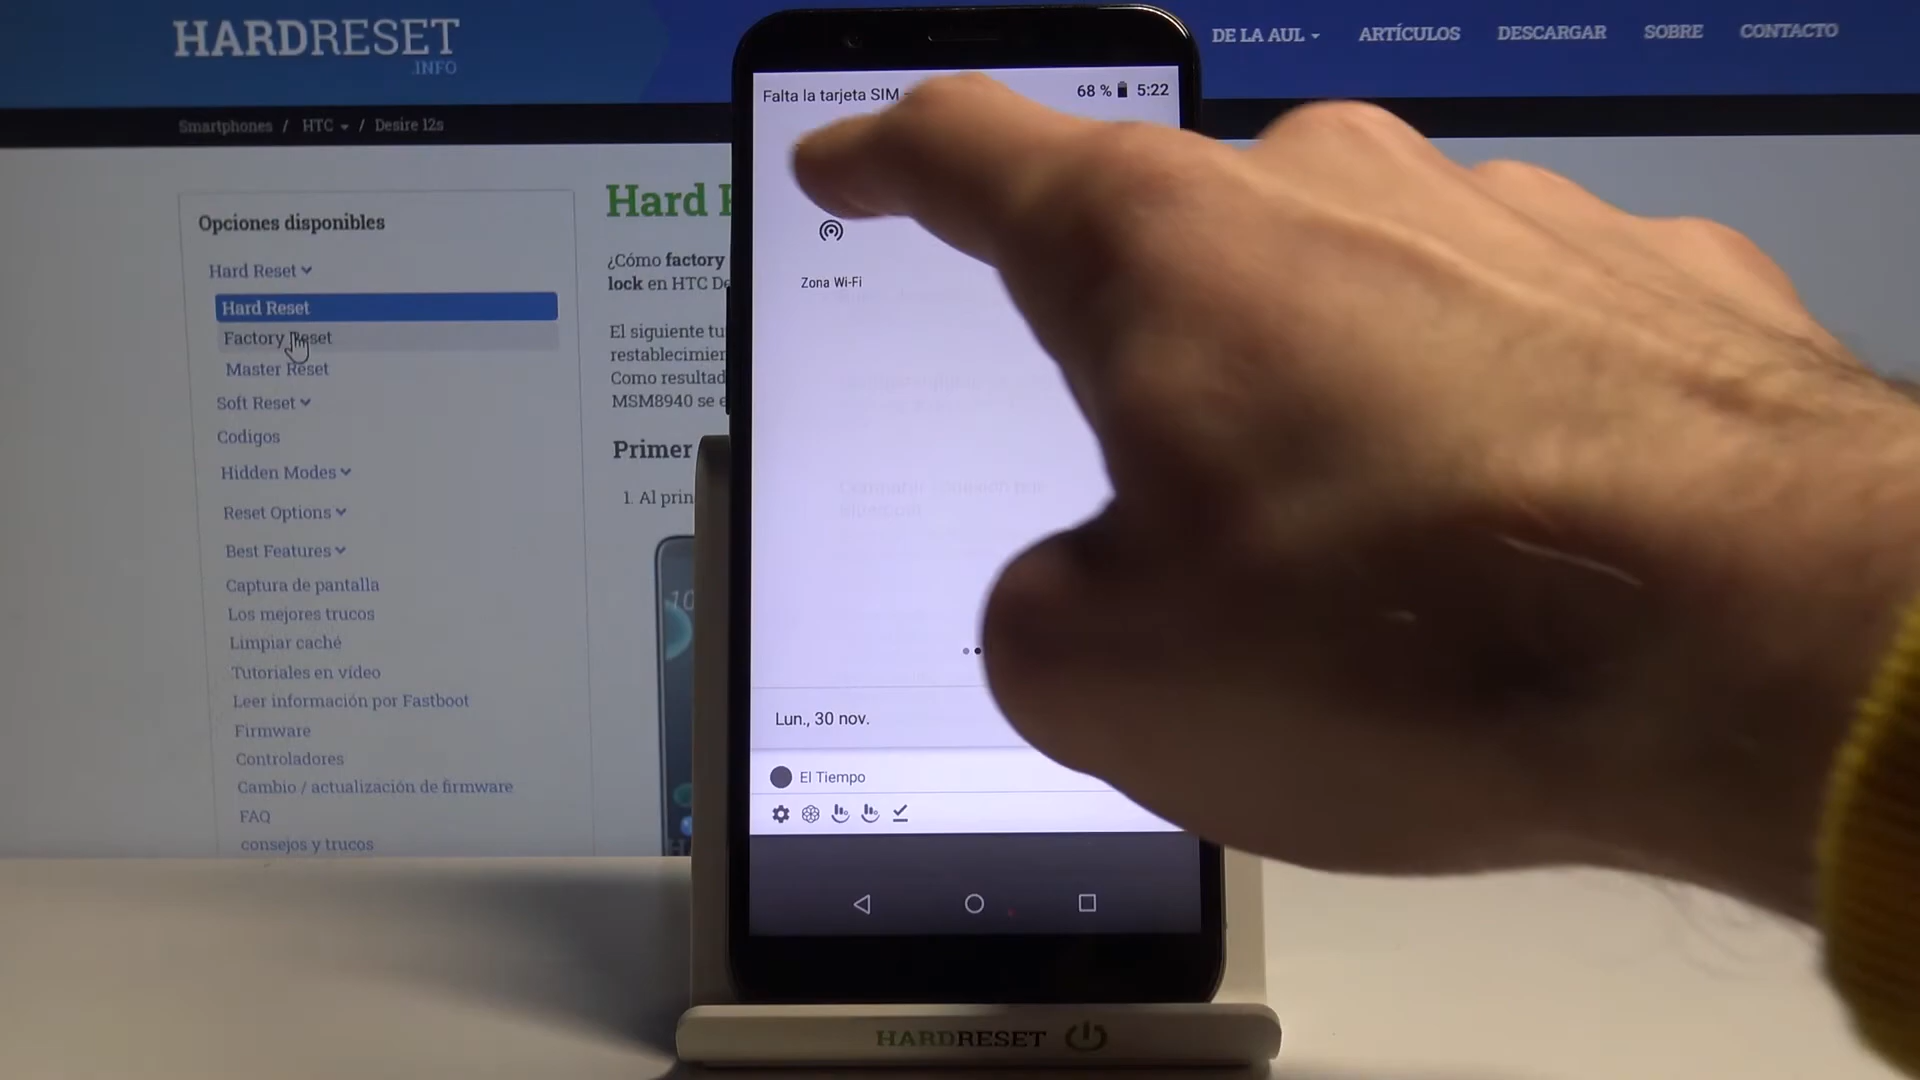 HARDRESET
.INFO
DE LA AUL
ARTÍCULOS
DESCARGAR
SOBRE
CONTACTO
Smartphones / HTC / Desire 12s
Opciones disponibles
Hard Reset
Hard Reset
Factory Reset
Master Reset
Soft Reset
Codigos
Hidden Modes
Reset Options
Best Features
Captura de pantalla
Los mejores trucos
Limpiar caché
Tutoriales en vídeo
Leer información por Fastboot
Firmware
Controladores
Cambio / actualización de firmware
FAQ
consejos y trucos
Hard
¿Cómo factory
lock en HTC
El siguiente
Como
MSM8940 se
Primer
1. Al
10
Falta la tarjeta SIM
68 % 5:22
Zona Wi-Fi
Lun., 30 nov.
El Tiempo
HARDRESET